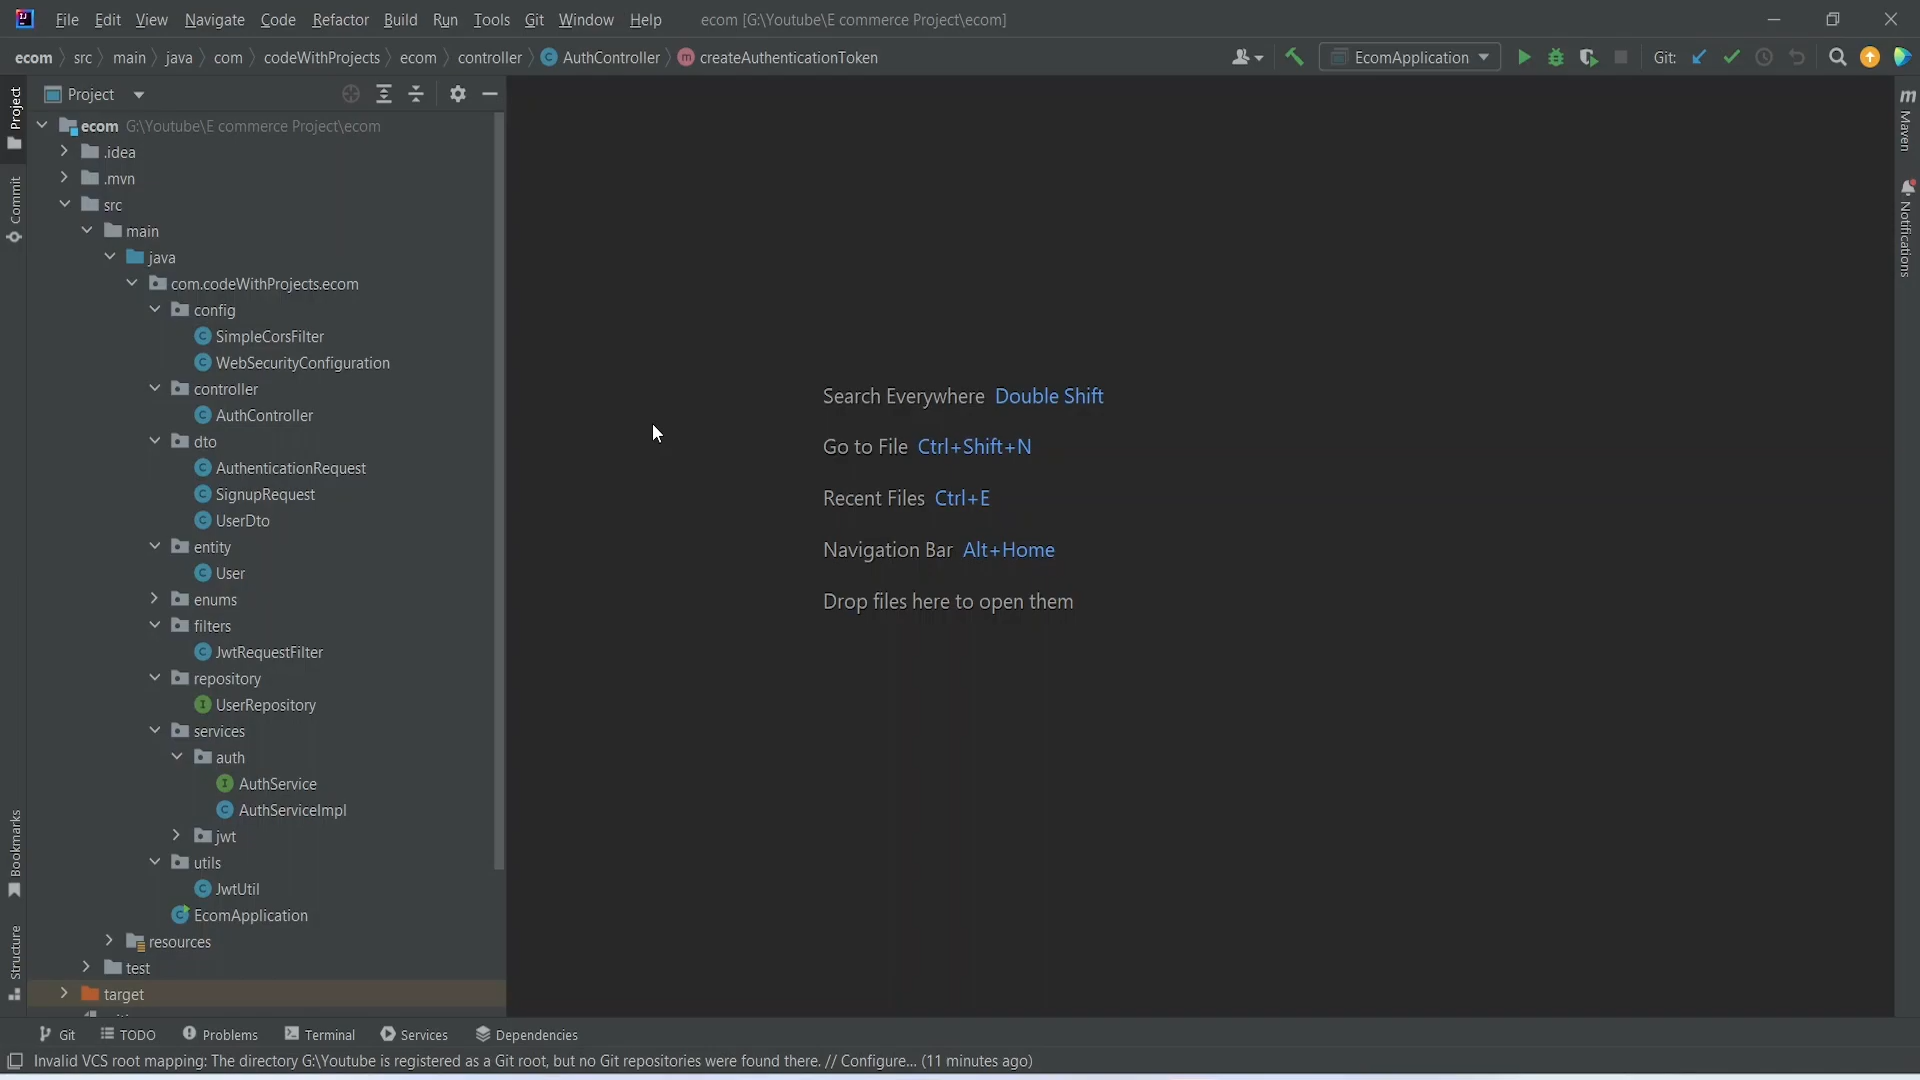 File Edit View Navigate Code Refactor Build Run Tools Git Window Help ecom [G:\Youtube\E commerce Project\ecom]
ecom src main java com codeWithProjects ecom controller AuthController createAuthenticationToken EcomApplication Git:
Project
ecom G:\Youtube\E commerce Project\ecom
.idea
.mvn
src
main
java
com.codeWithProjects.ecom
config
SimpleCorsFilter
WebSecurityConfiguration
controller
AuthController
dto
AuthenticationRequest
SignupRequest
UserDto
entity
User
enums
filters
JwtRequestFilter
repository
UserRepository
services
auth
AuthService
AuthServiceImpl
jwt
utils
JwtUtil
EcomApplication
resources
test
target
Search Everywhere Double Shift
Go to File Ctrl+Shift+N
Recent Files Ctrl+E
Navigation Bar Alt+Home
Drop files here to open them
Project
Commit
Bookmarks
Structure
Maven
Notifications
Git TODO Problems Terminal Services Dependencies
Invalid VCS root mapping: The directory G:\Youtube is registered as a Git root, but no Git repositories were found there. // Configure... (11 minutes ago)